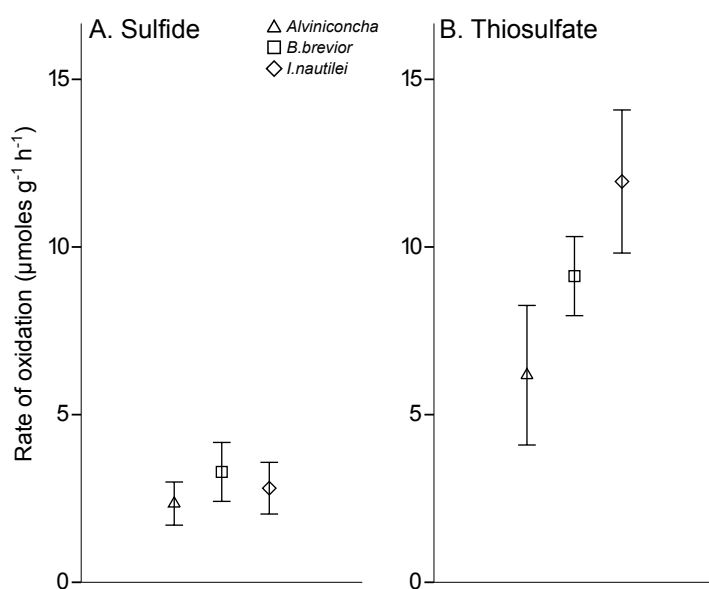 A. Sulfide
Alviniconcha
B.brevior
I.nautilei
B. Thiosulfate
Rate of oxidation (μmoles g⁻¹ h⁻¹)
15
10
5
0
15
10
5
0